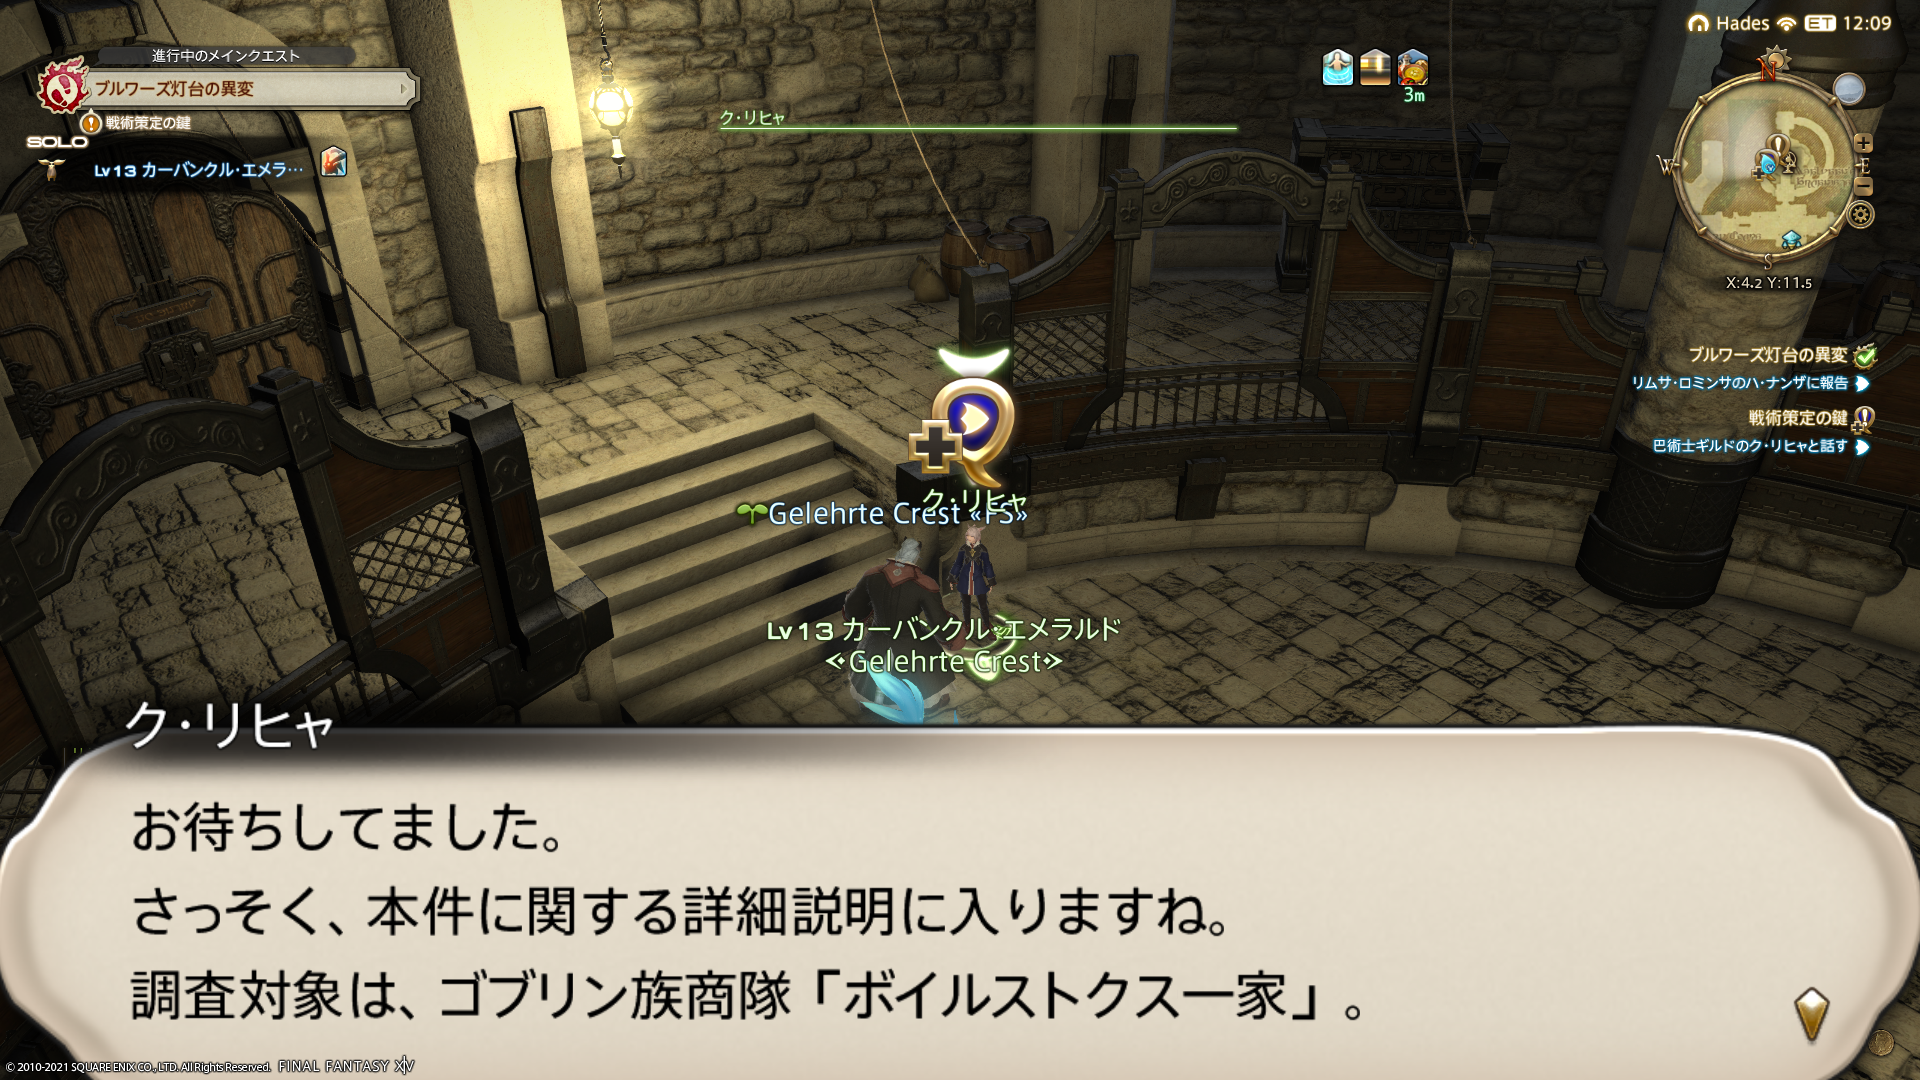 進行中のメインクエスト
ブルワーズ灯台の異変
戦術策定の鍵
SOLO
Lv13 カーバンクル・エメラ…
ク・リヒャ
3m
Hades ET 12:09
N
W
E
S
X:4.2 Y:11.5
ブルワーズ灯台の異変
リムサ・ロミンサのハ・ナンザに報告
戦術策定の鍵
巴術士ギルドのク・リヒャと話す
ク・リヒャ
Gelehrte Crest «FS»
Lv13 カーバンクル・エメラルド
≪Gelehrte Crest≫
ク・リヒャ
お待ちしてました。
さっそく、本件に関する詳細説明に入りますね。
調査対象は、ゴブリン族商隊「ボイルストクス一家」。
© 2010-2021 SQUARE ENIX CO., LTD. All Rights Reserved. FINAL FANTASY XIV